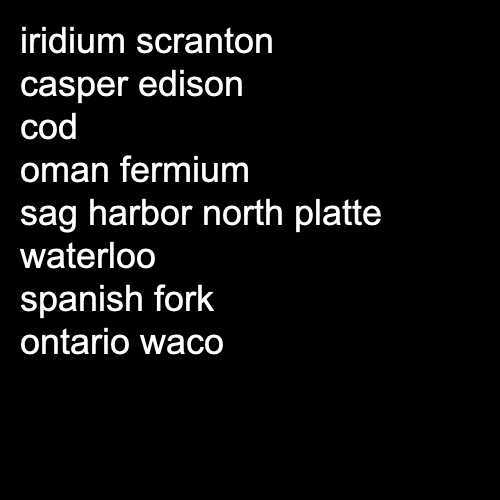 iridium scranton
casper edison
cod
oman fermium
sag harbor north platte
waterloo
spanish fork
ontario waco